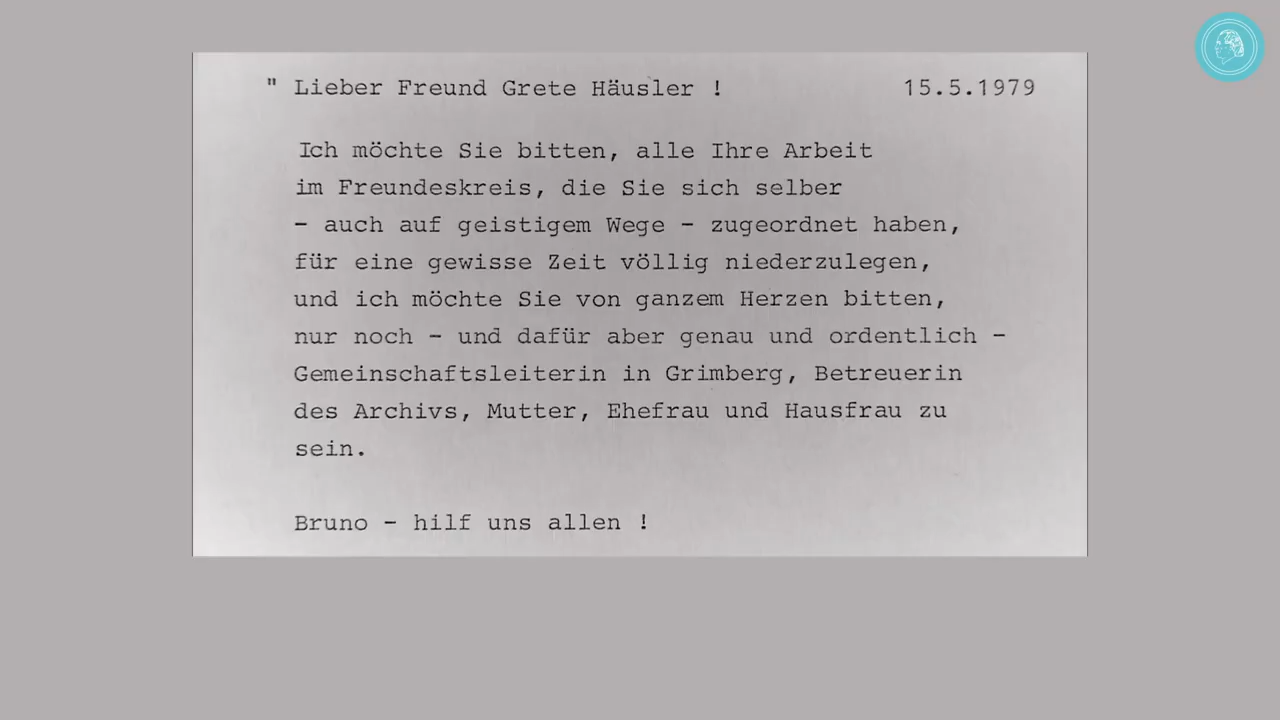 " Lieber Freund Grete Häusler ! 15.5.1979
Ich möchte Sie bitten, alle Ihre Arbeit
im Freundeskreis, die Sie sich selber
- auch auf geistigem Wege - zugeordnet haben,
für eine gewisse Zeit völlig niederzulegen,
und ich möchte Sie von ganzem Herzen bitten,
nur noch - und dafür aber genau und ordentlich -
Gemeinschaftsleiterin in Grimberg, Betreuerin
des Archivs, Mutter, Ehefrau und Hausfrau zu
sein.
Bruno - hilf uns allen !